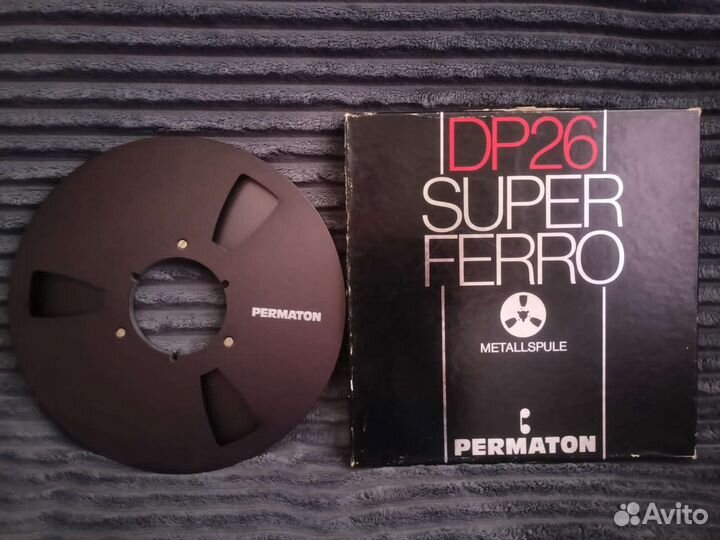 PERMATON
DP26
SUPER
FERRO
METALLSPULE
PERMATON
Avito